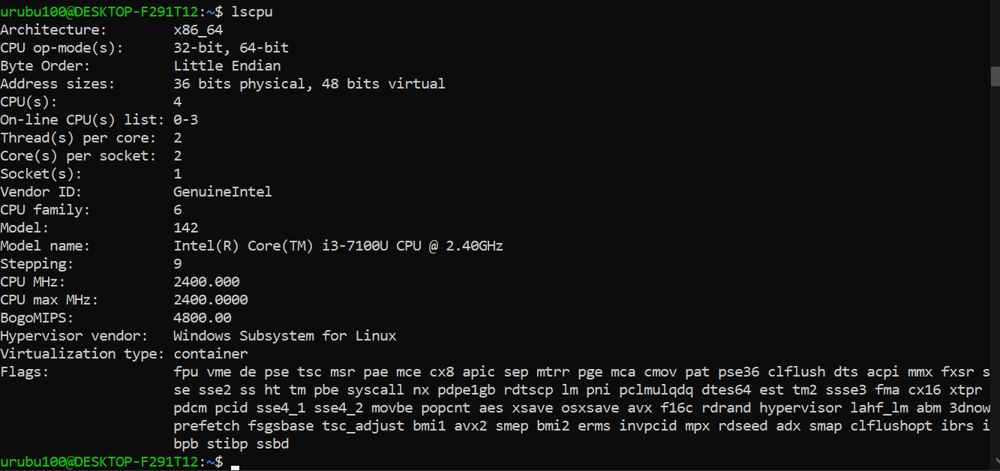 urubu100@DESKTOP-F291T12:~$ lscpu
Architecture:        x86_64
CPU op-mode(s):      32-bit, 64-bit
Byte Order:          Little Endian
Address sizes:       36 bits physical, 48 bits virtual
CPU(s):              4
On-line CPU(s) list: 0-3
Thread(s) per core:  2
Core(s) per socket:  2
Socket(s):           1
Vendor ID:           GenuineIntel
CPU family:          6
Model:               142
Model name:          Intel(R) Core(TM) i3-7100U CPU @ 2.40GHz
Stepping:            9
CPU MHz:             2400.000
CPU max MHz:         2400.0000
BogoMIPS:            4800.00
Hypervisor vendor:   Windows Subsystem for Linux
Virtualization type: container
Flags:               fpu vme de pse tsc msr pae mce cx8 apic sep mtrr pge mca cmov pat pse36 clflush dts acpi mmx fxsr s
                     se sse2 ss ht tm pbe syscall nx pdpe1gb rdtscp lm pni pclmulqdq dtes64 est tm2 ssse3 fma cx16 xtpr
                     pdcm pcid sse4_1 sse4_2 movbe popcnt aes xsave osxsave avx f16c rdrand hypervisor lahf_lm abm 3dnow
                     prefetch fsgsbase tsc_adjust bmi1 avx2 smep bmi2 erms invpcid mpx rdseed adx smap clflushopt ibrs i
                     bpb stibp ssbd
urubu100@DESKTOP-F291T12:~$